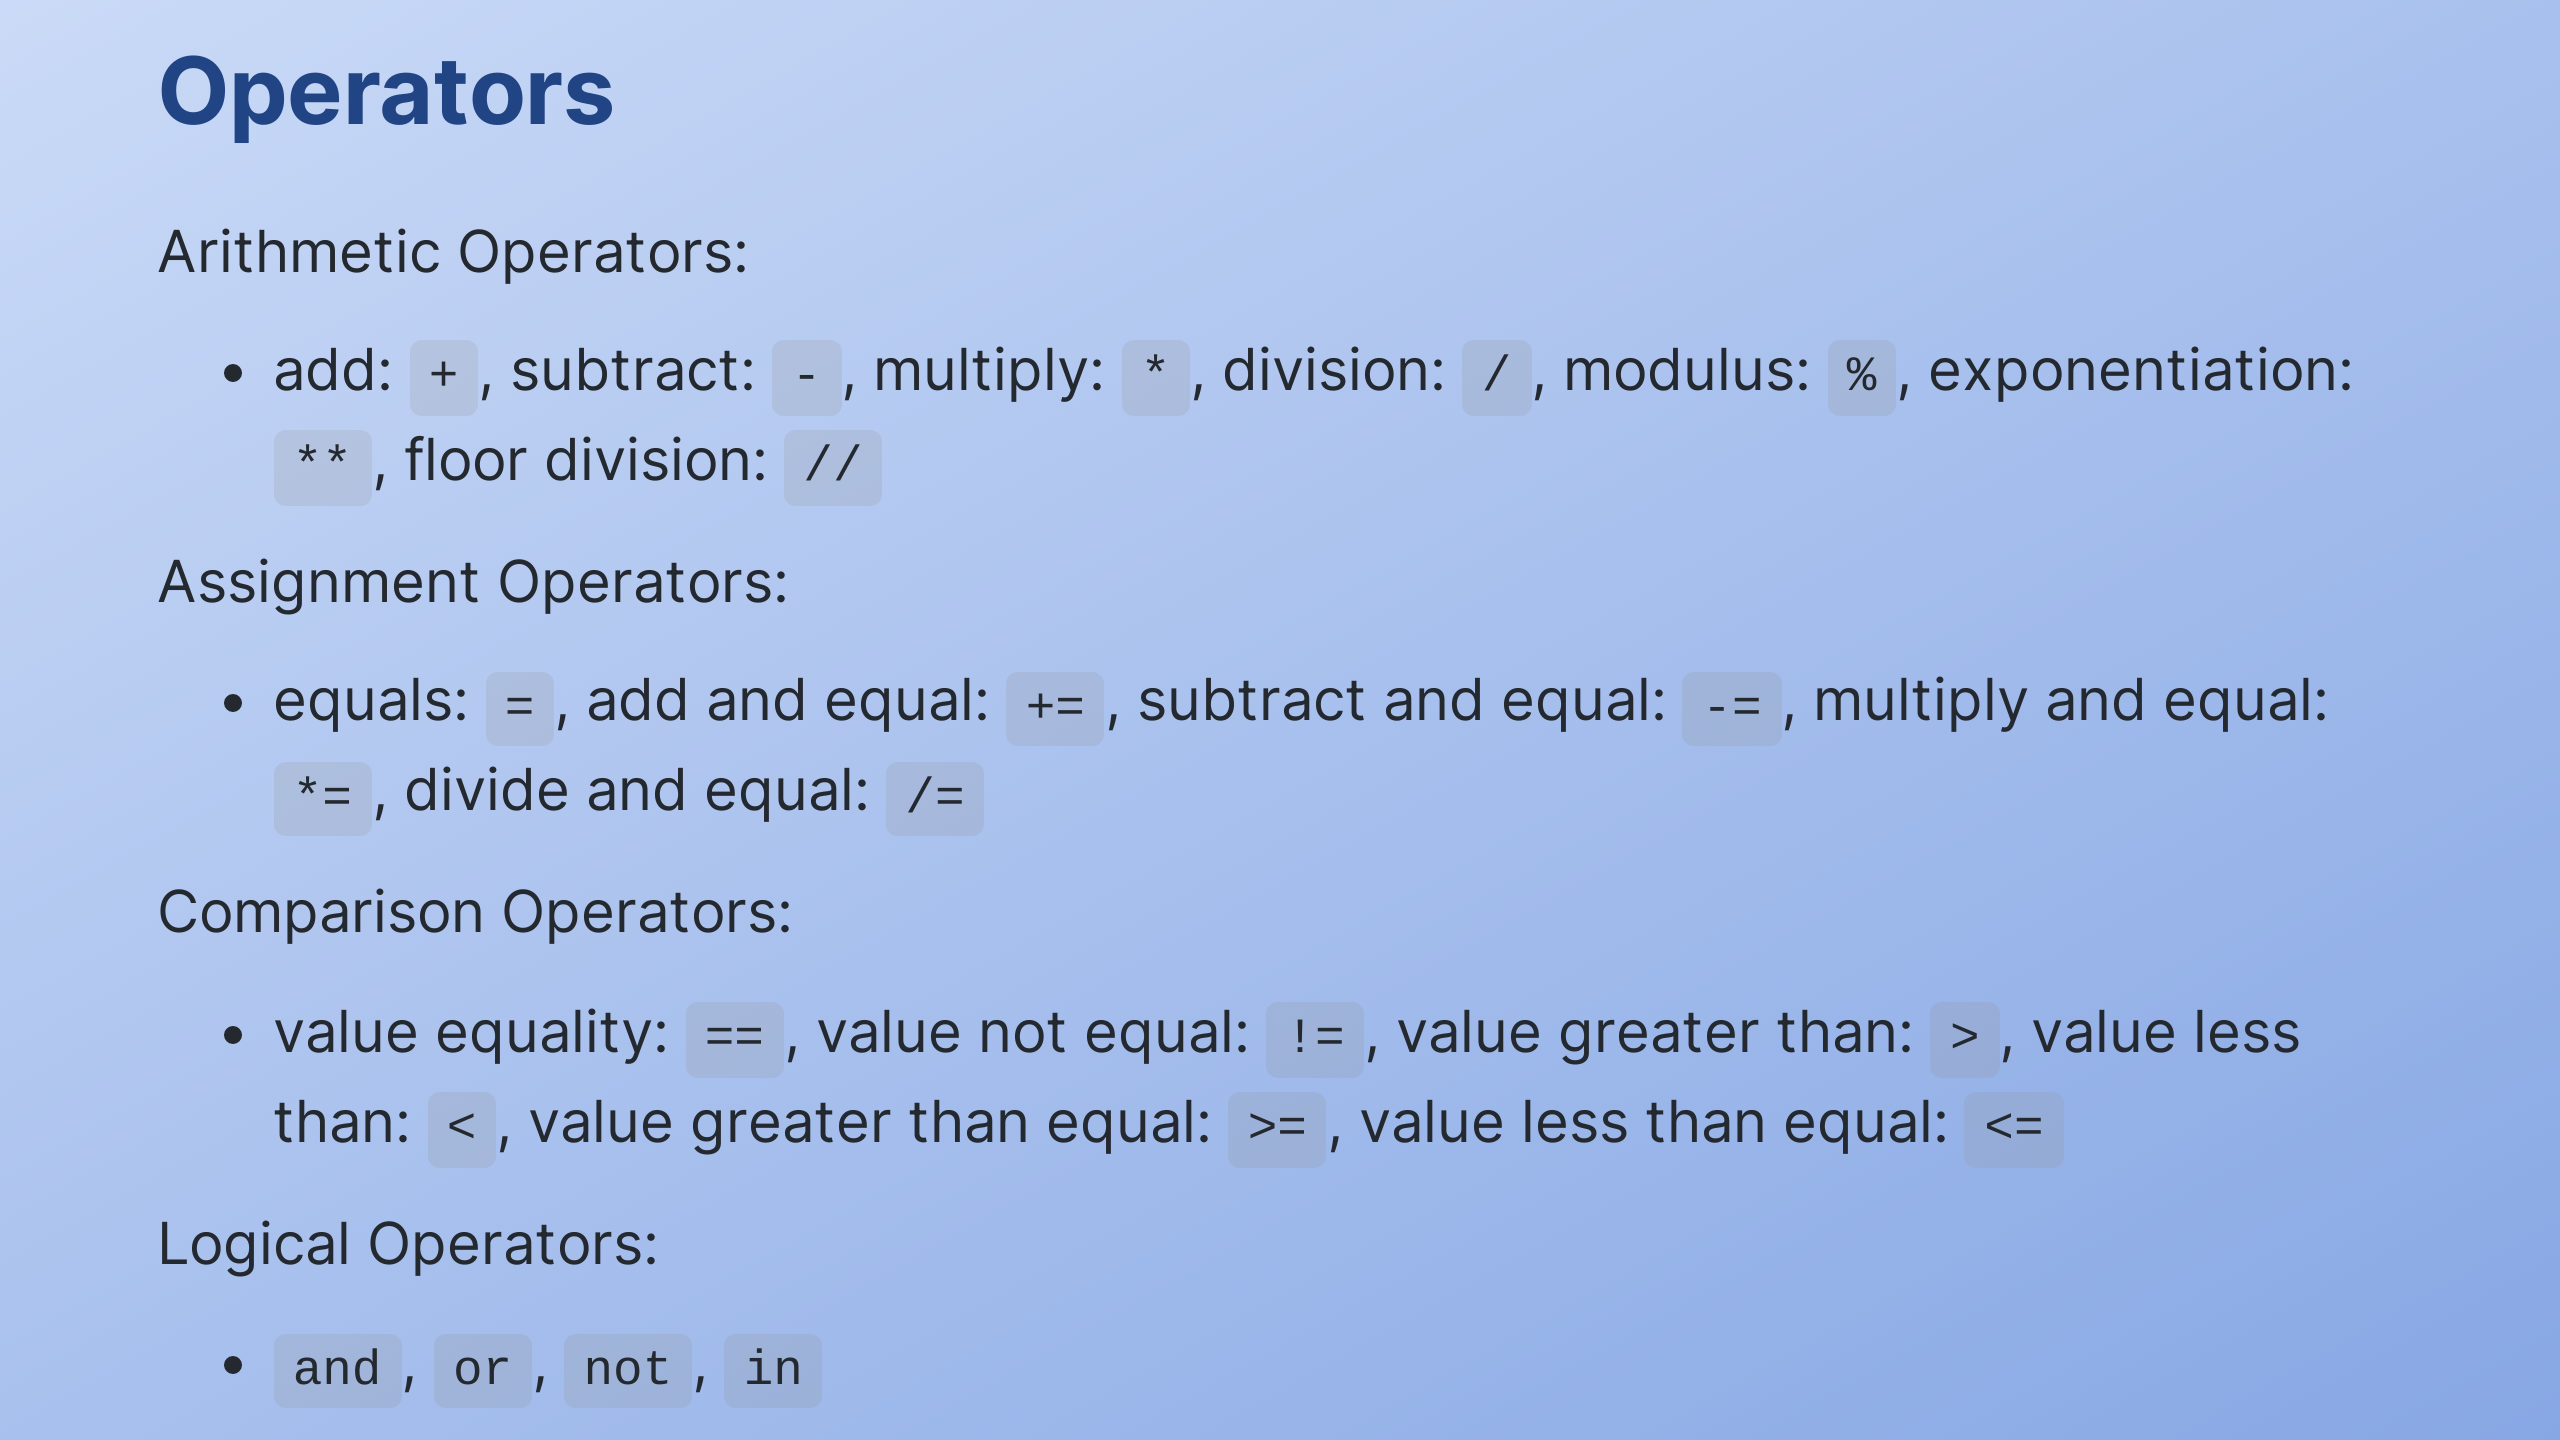 Operators
Arithmetic Operators:
• add: +, subtract: -, multiply: *, division: /, modulus: %, exponentiation:
**, floor division: //
Assignment Operators:
• equals: =, add and equal: +=, subtract and equal: -=, multiply and equal:
*=, divide and equal: /=
Comparison Operators:
• value equality: ==, value not equal: !=, value greater than: >, value less
than: <, value greater than equal: >=, value less than equal: <=
Logical Operators:
• and, or, not, in